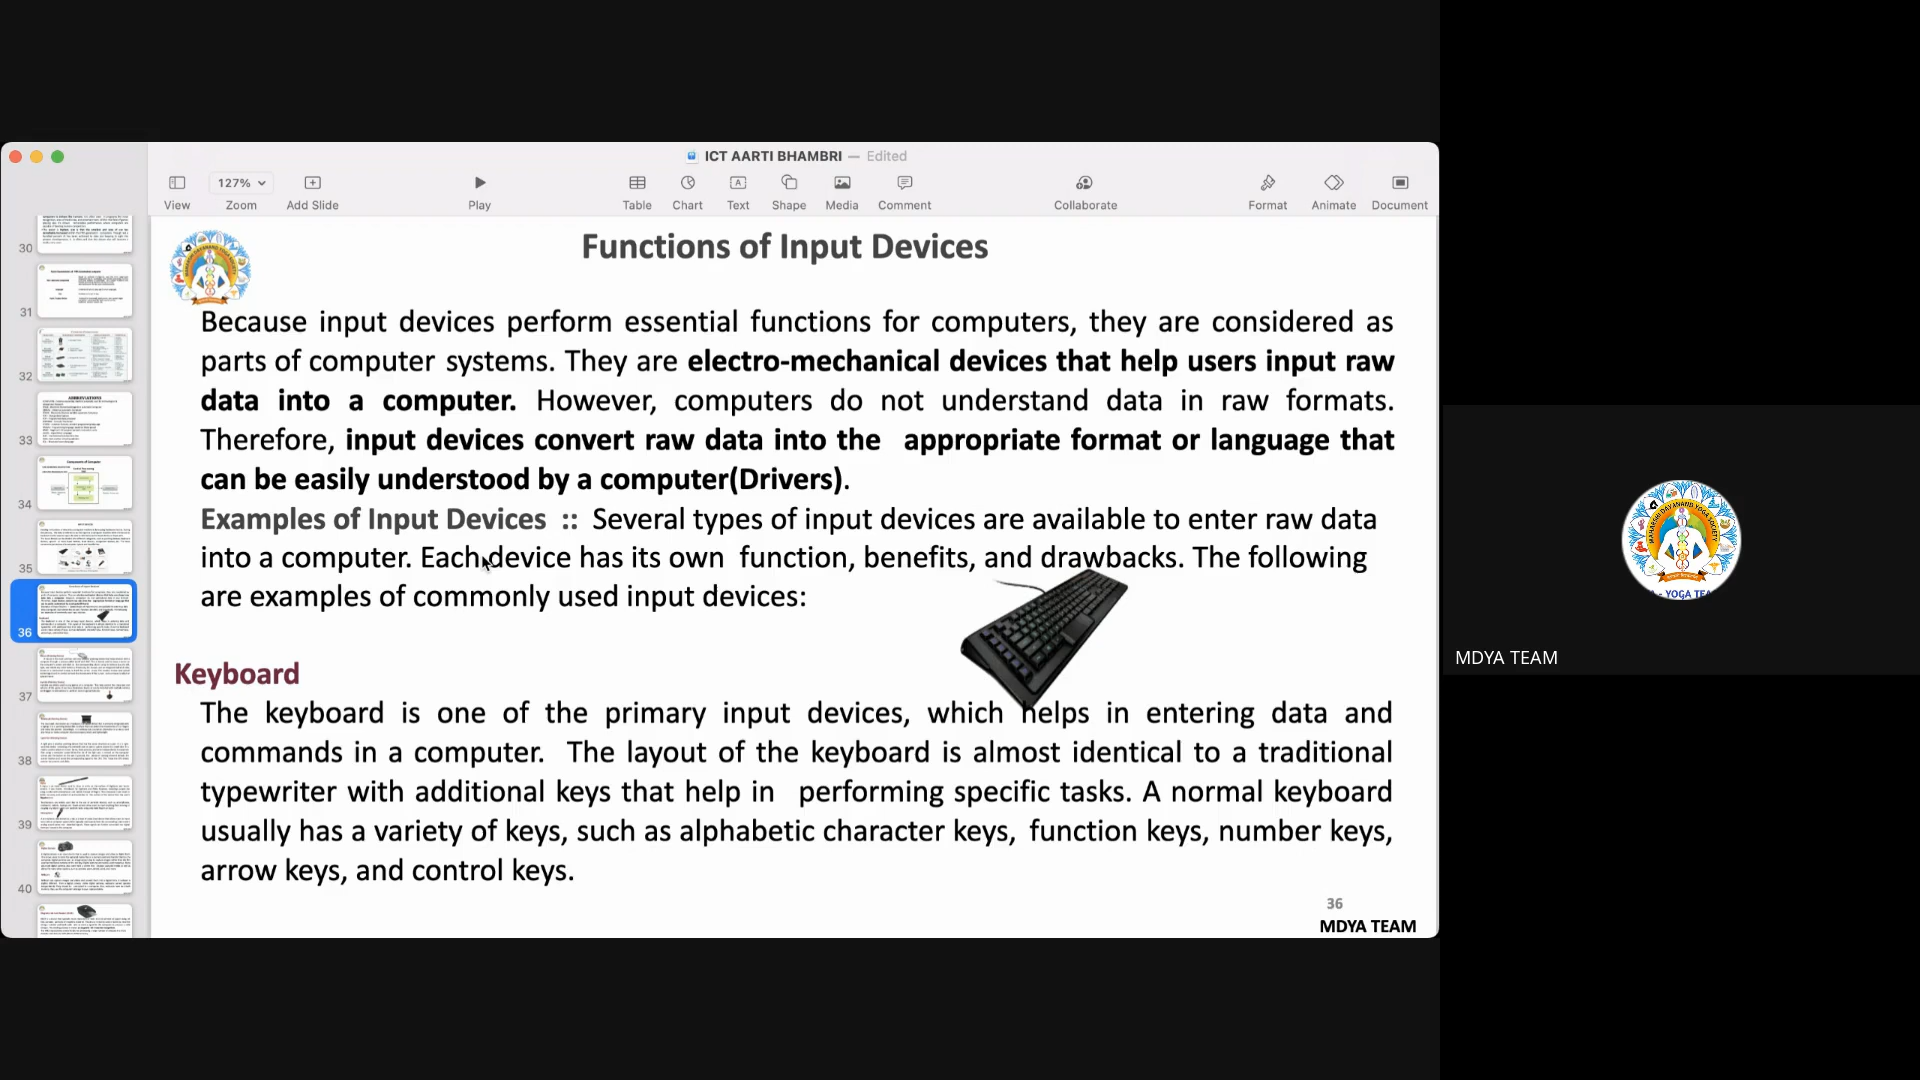 ICT AARTI BHAMBRI — Edited
127%
View Zoom Add Slide Play Table Chart Text Shape Media Comment Collaborate Format Animate Document
30
31
32
33
34
35
36
37
38
39
40
Functions of Input Devices
Because input devices perform essential functions for computers, they are considered as
parts of computer systems. They are electro-mechanical devices that help users input raw
data into a computer. However, computers do not understand data in raw formats.
Therefore, input devices convert raw data into the appropriate format or language that
can be easily understood by a computer(Drivers).
Examples of Input Devices :: Several types of input devices are available to enter raw data
into a computer. Each device has its own function, benefits, and drawbacks. The following
are examples of commonly used input devices:
Keyboard
The keyboard is one of the primary input devices, which helps in entering data and
commands in a computer. The layout of the keyboard is almost identical to a traditional
typewriter with additional keys that help in performing specific tasks. A normal keyboard
usually has a variety of keys, such as alphabetic character keys, function keys, number keys,
arrow keys, and control keys.
36
MDYA TEAM
MAHARSHI DAYANAND YOGA SOCIETY
MDYA TEAM